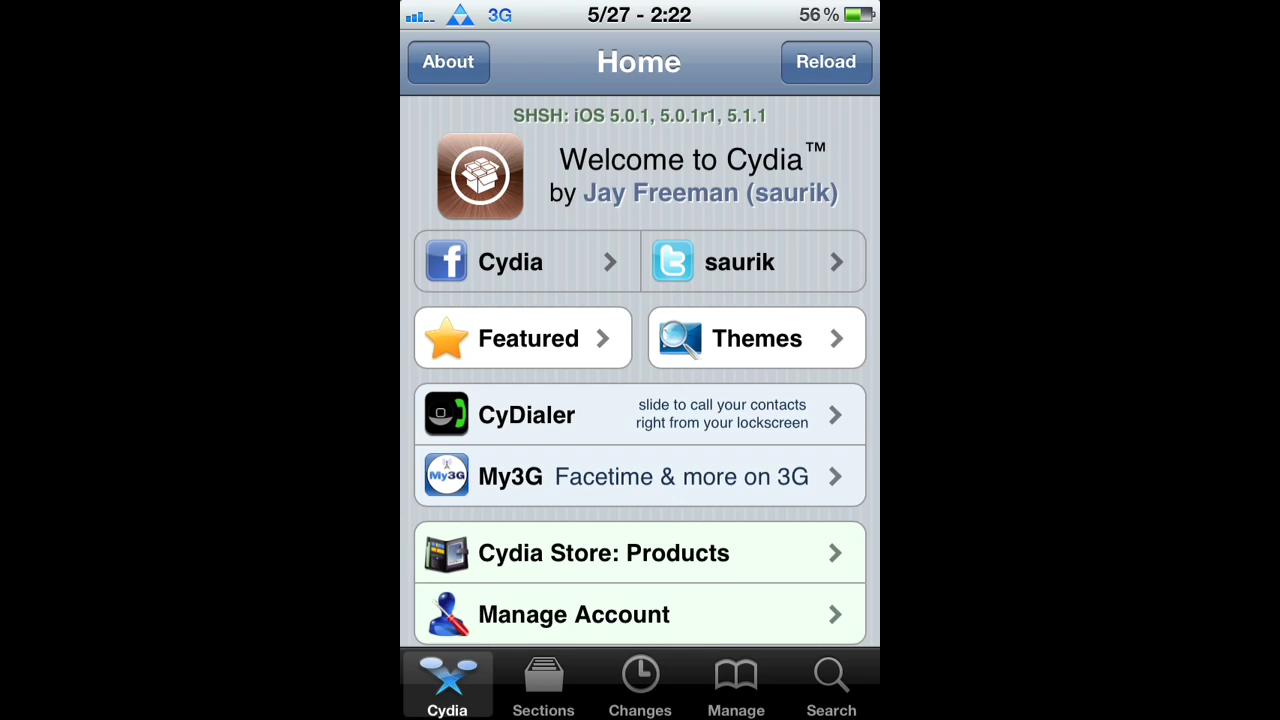 3G 5/27 - 2:22 56%
About Home Reload
SHSH: iOS 5.0.1, 5.0.1r1, 5.1.1
Welcome to Cydia™
by Jay Freeman (saurik)
f Cydia t saurik
Featured Themes
CyDialer slide to call your contacts
right from your lockscreen
My3G My3G Facetime & more on 3G
Cydia Store: Products
Manage Account
Cydia Sections Changes Manage Search